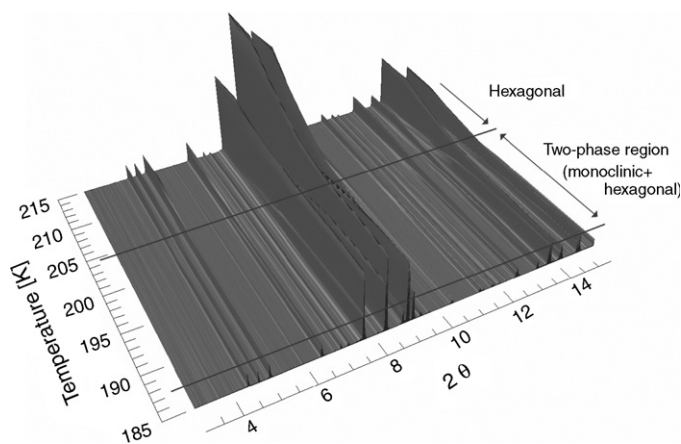 Hexagonal
Two-phase region
(monoclinic+
hexagonal)
215
210
205
200
195
190
185
Temperature [K]
4
6
8
10
12
14
2 θ